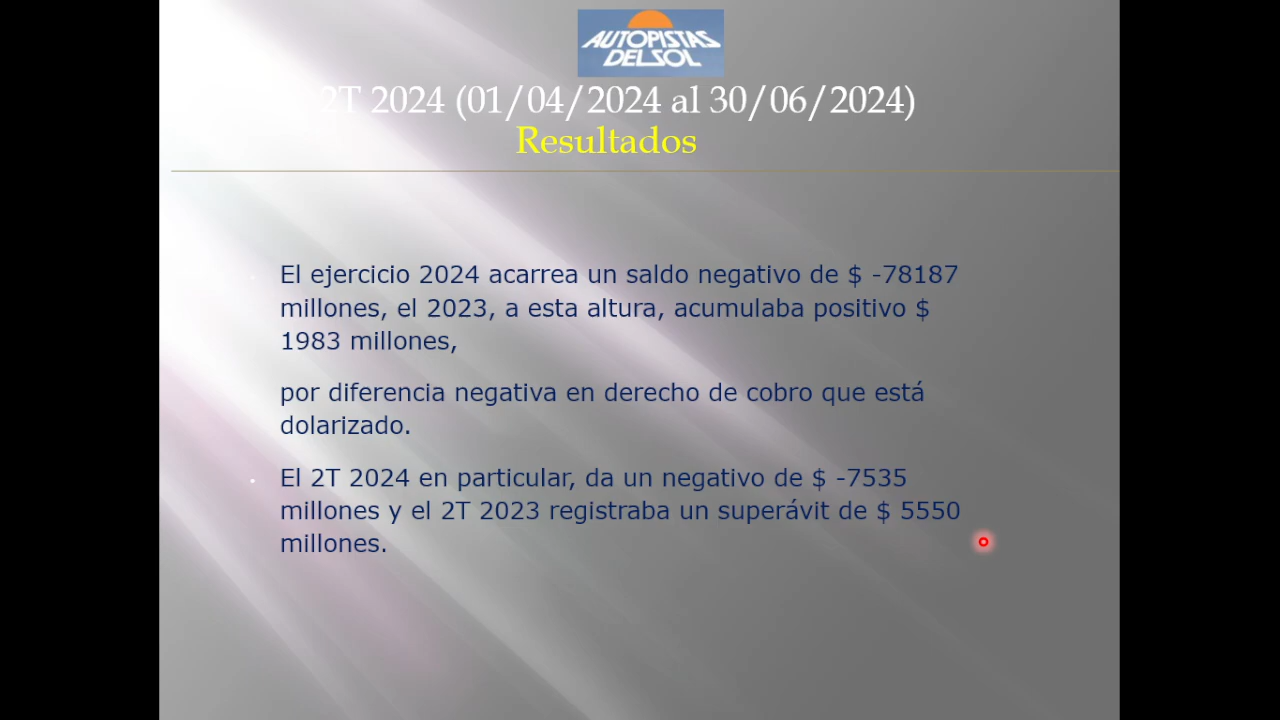 AUTOPISTAS
DEL SOL
2T 2024 (01/04/2024 al 30/06/2024)
Resultados
El ejercicio 2024 acarrea un saldo negativo de $ -78187
millones, el 2023, a esta altura, acumulaba positivo $
1983 millones,
por diferencia negativa en derecho de cobro que está
dolarizado.
El 2T 2024 en particular, da un negativo de $ -7535
millones y el 2T 2023 registraba un superávit de $ 5550
millones.